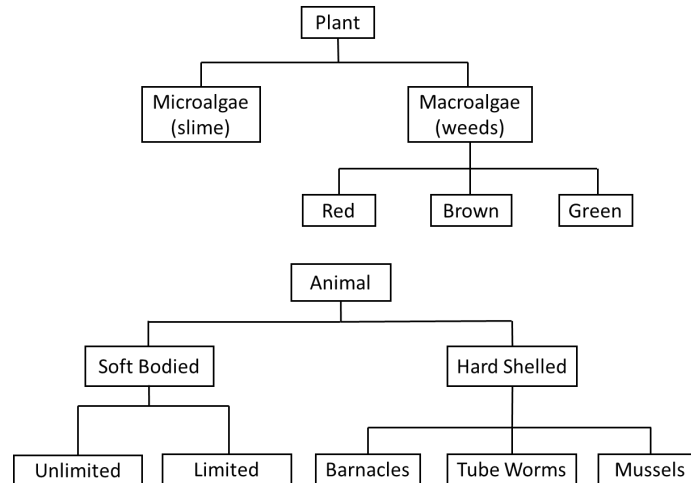 Plant
Microalgae
(slime)
Macroalgae
(weeds)
Red
Brown
Green
Animal
Soft Bodied
Hard Shelled
Unlimited
Limited
Barnacles
Tube Worms
Mussels